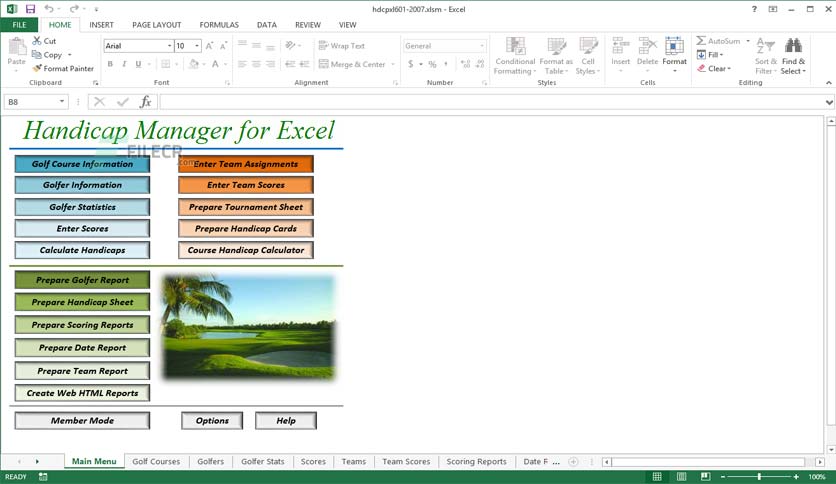 hdcpxl601-2007.xlsm - Excel
FILE HOME INSERT PAGE LAYOUT FORMULAS DATA REVIEW VIEW
Paste
Cut
Copy
Format Painter
Clipboard
Arial 10
B I U
Font
Wrap Text
Merge & Center
Alignment
General
$ % ,
Number
Conditional Formatting
Format as Table
Cell Styles
Styles
Insert Delete Format
Cells
AutoSum
Fill
Clear
Sort & Filter
Find & Select
Editing
B8 fx
Handicap Manager for Excel
FILECR
.com
Golf Course Information Enter Team Assignments
Golfer Information Enter Team Scores
Golfer Statistics Prepare Tournament Sheet
Enter Scores Prepare Handicap Cards
Calculate Handicaps Course Handicap Calculator
Prepare Golfer Report
Prepare Handicap Sheet
Prepare Scoring Reports
Prepare Date Report
Prepare Team Report
Create Web HTML Reports
Member Mode Options Help
Main Menu Golf Courses Golfers Golfer Stats Scores Teams Team Scores Scoring Reports Date F ...
READY 100%